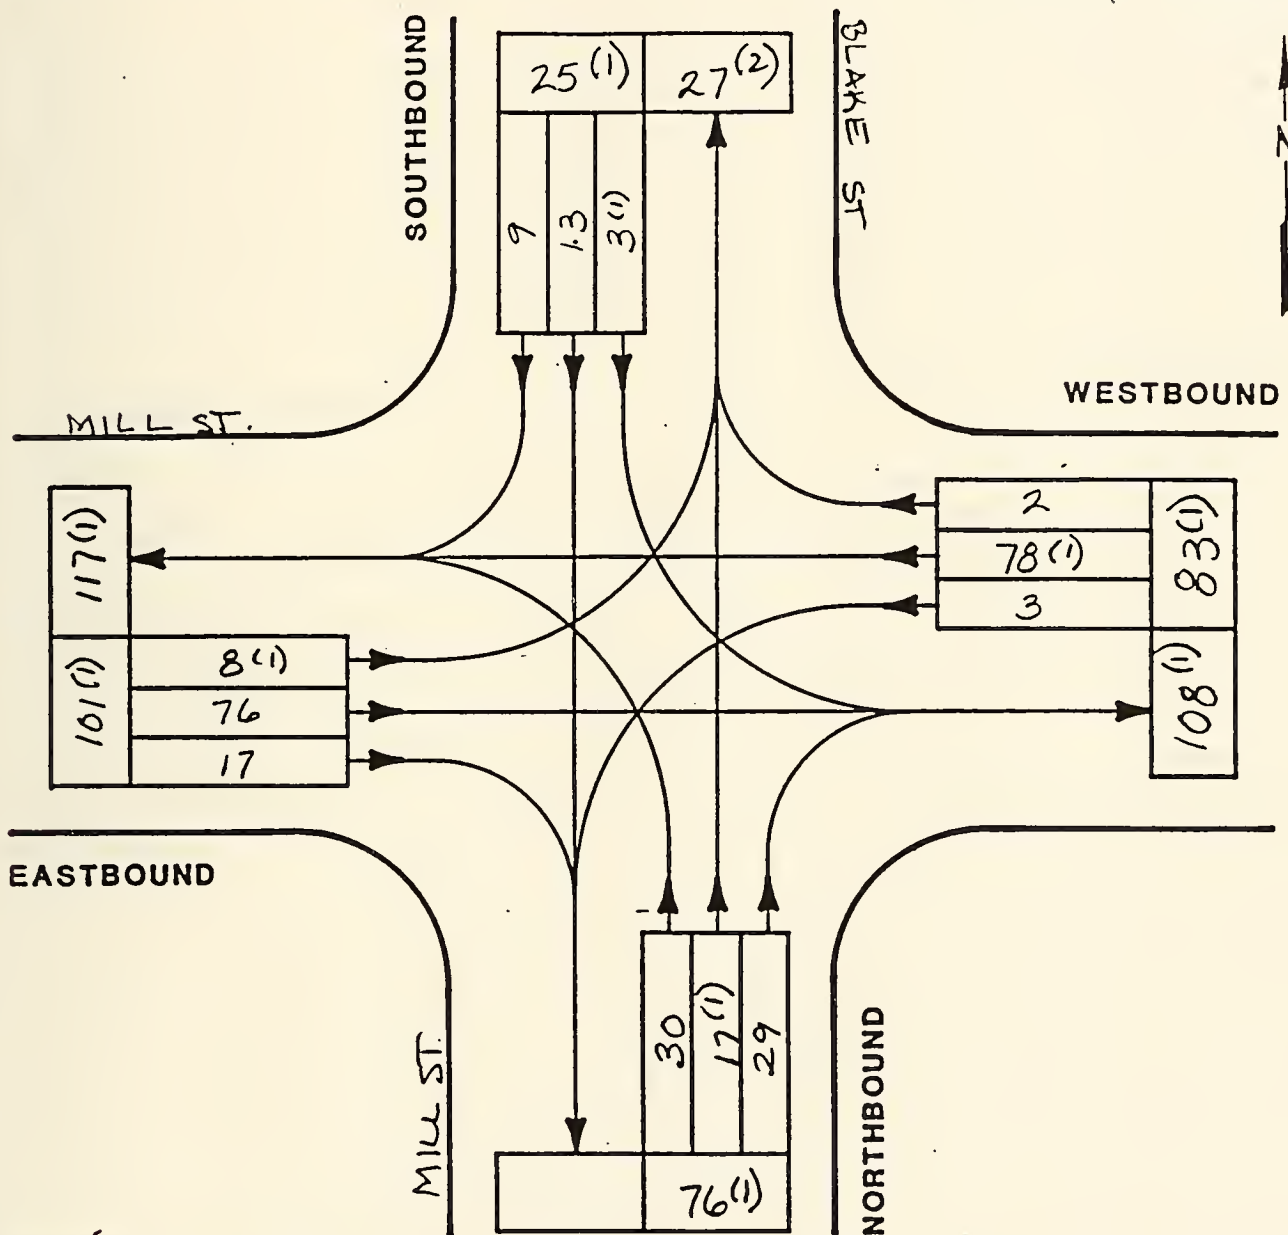 SOUTHBOUND
25(1)
27(2)
BLAKE ST
N
9
13
3(1)
MILL ST.
WESTBOUND
117(1)
2
78(1)
3
83(1)
101(1)
8(1)
76
17
108(1)
EASTBOUND
MILL ST.
30
17(1)
29
76(1)
NORTHBOUND